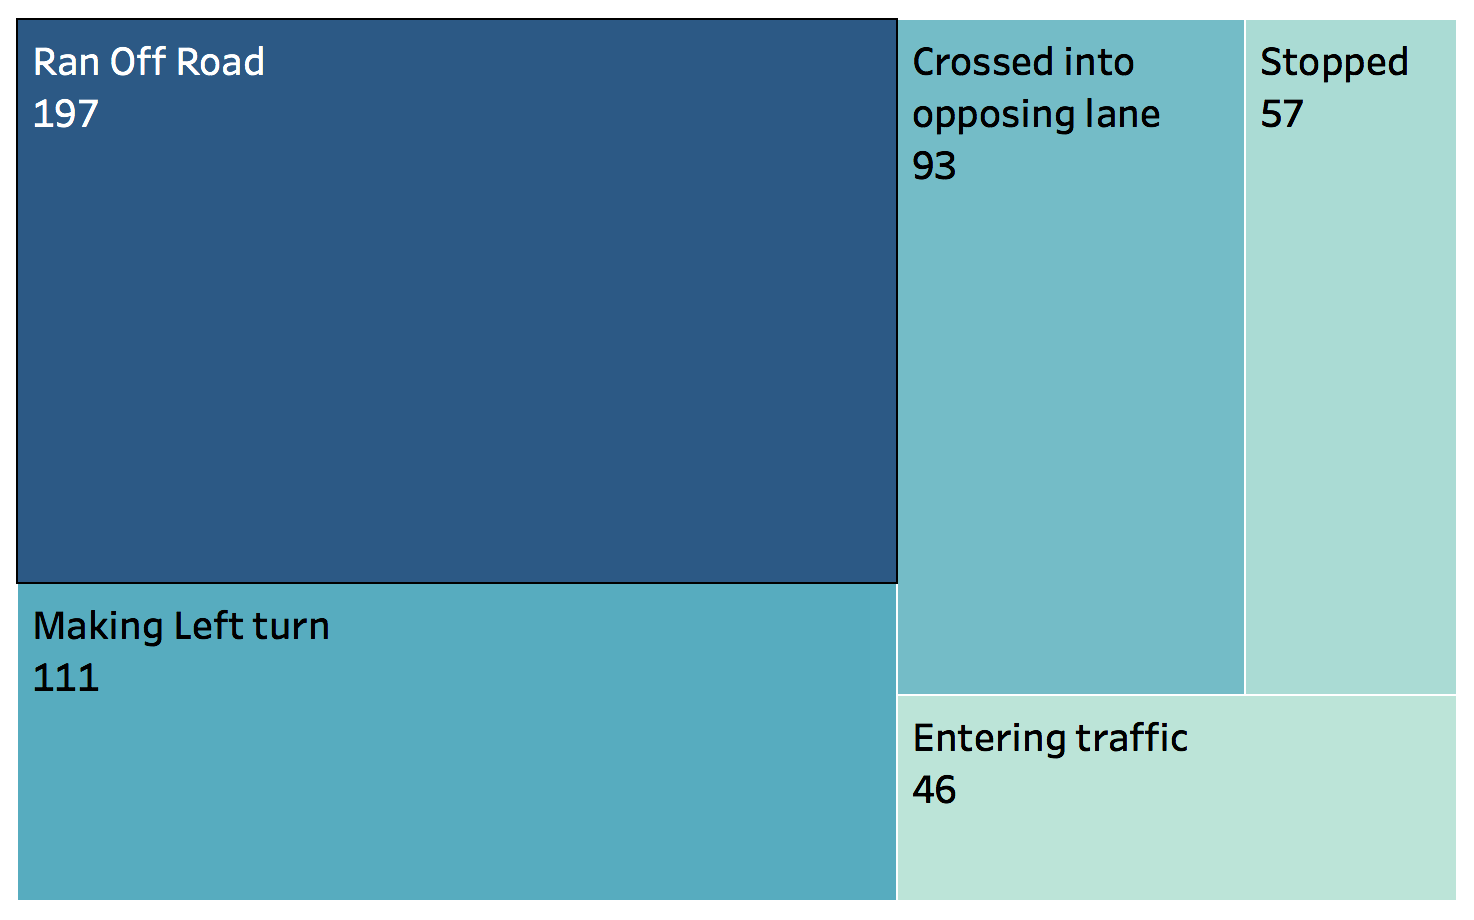 Ran Off Road
197
Crossed into
opposing lane
93
Stopped
57
Making Left turn
111
Entering traffic
46